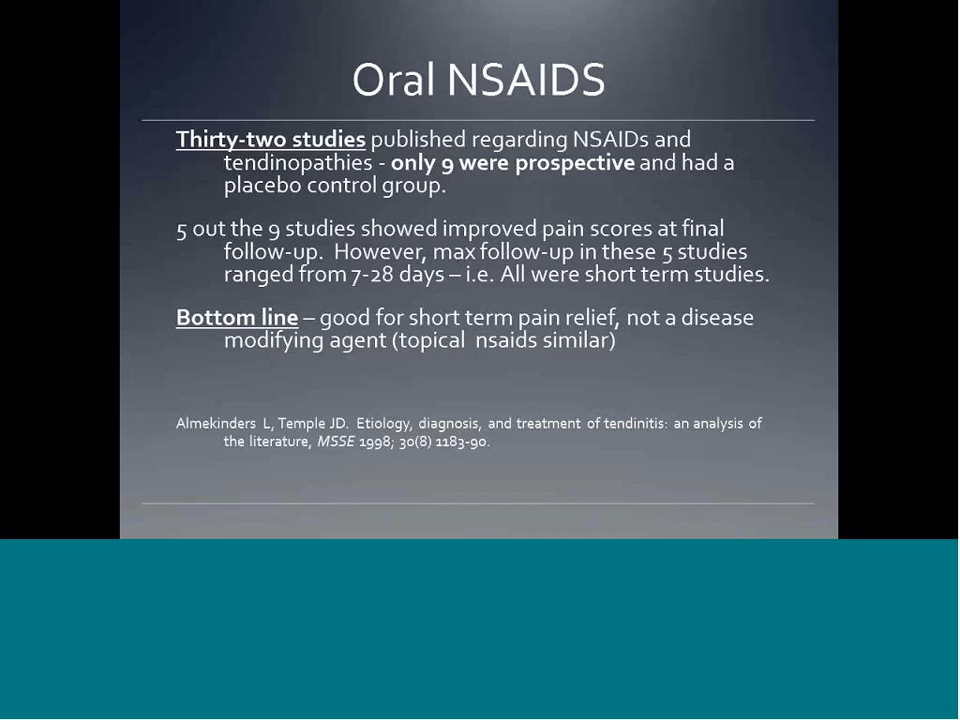 Oral NSAIDS
Thirty-two studies published regarding NSAIDs and
tendinopathies - only 9 were prospective and had a
placebo control group.
5 out the 9 studies showed improved pain scores at final
follow-up. However, max follow-up in these 5 studies
ranged from 7-28 days – i.e. All were short term studies.
Bottom line – good for short term pain relief, not a disease
modifying agent (topical nsaids similar)
Almekinders L, Temple JD. Etiology, diagnosis, and treatment of tendinitis: an analysis of
the literature, MSSE 1998; 30(8) 1183-90.